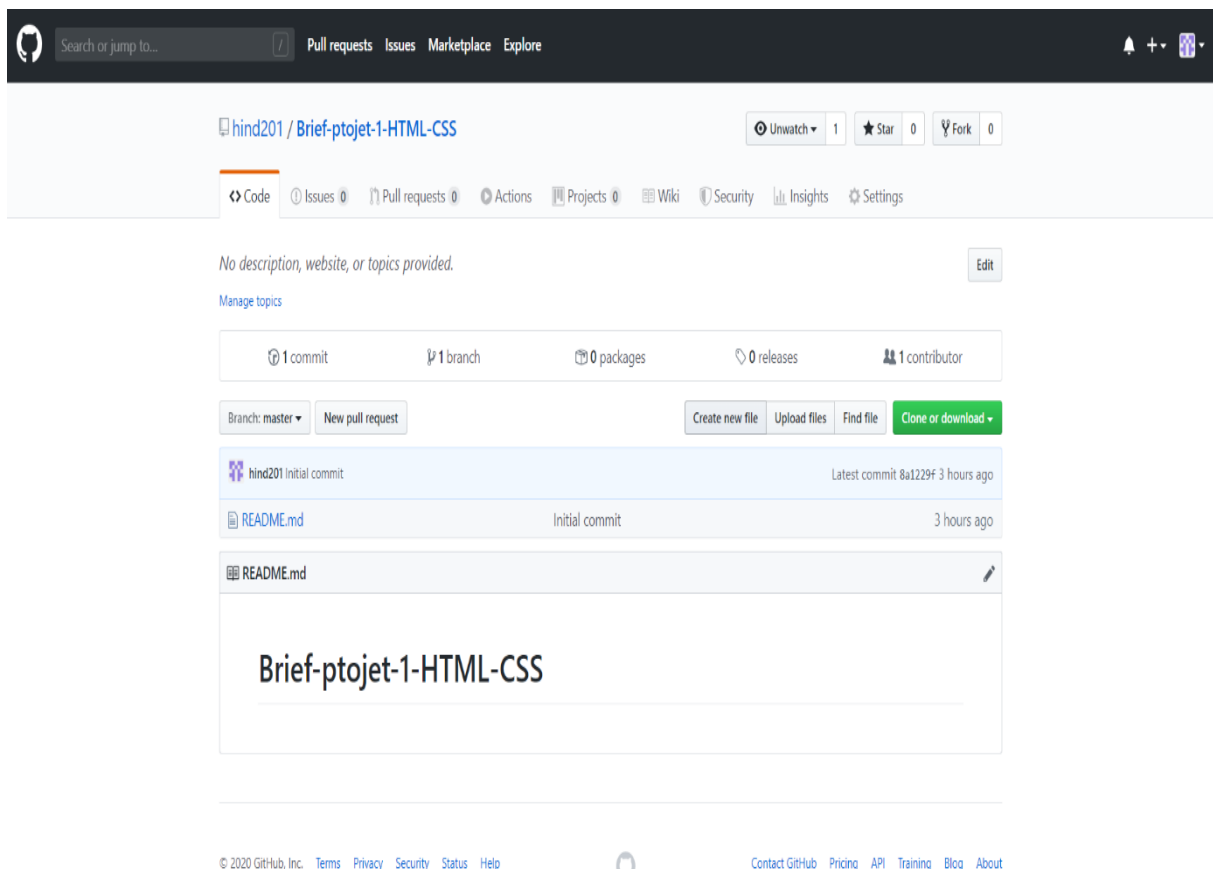 Search or jump to... / Pull requests Issues Marketplace Explore
hind201 / Brief-ptojet-1-HTML-CSS Unwatch 1 Star 0 Fork 0
Code Issues 0 Pull requests 0 Actions Projects 0 Wiki Security Insights Settings
No description, website, or topics provided. Edit
Manage topics
1 commit 1 branch 0 packages 0 releases 1 contributor
Branch: master New pull request Create new file Upload files Find file Clone or download
hind201 Initial commit Latest commit 8a1229f 3 hours ago
README.md Initial commit 3 hours ago
README.md
Brief-ptojet-1-HTML-CSS
© 2020 GitHub, Inc. Terms Privacy Security Status Help Contact GitHub Pricing API Training Blog About